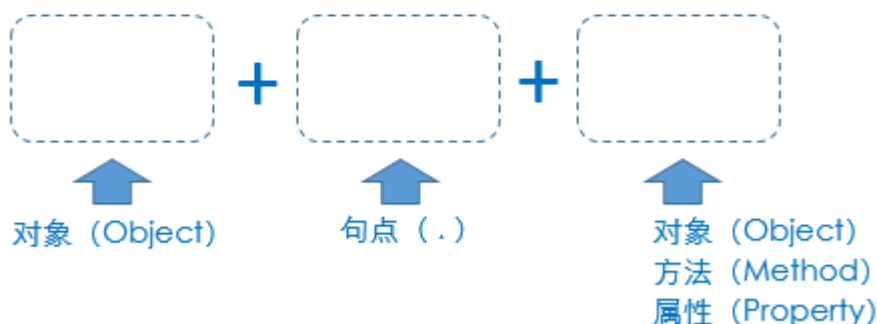 +
+
对象（Object）
句点（.）
对象（Object）
方法（Method）
属性（Property）